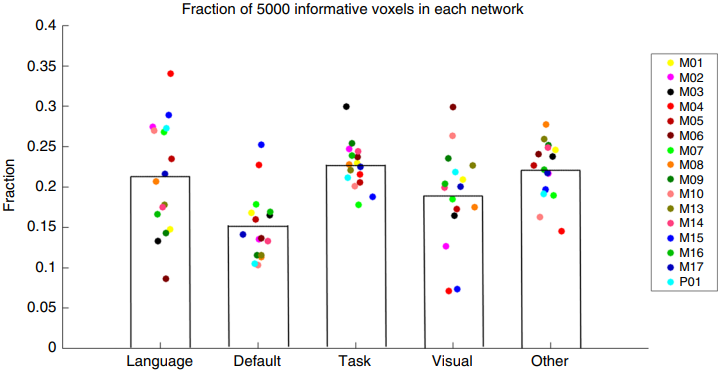 Fraction of 5000 informative voxels in each network
0.4
0.35
0.3
0.25
0.2
0.15
0.1
0.05
0
Fraction
Language
Default
Task
Visual
Other
M01
M02
M03
M04
M05
M06
M07
M08
M09
M10
M13
M14
M15
M16
M17
P01